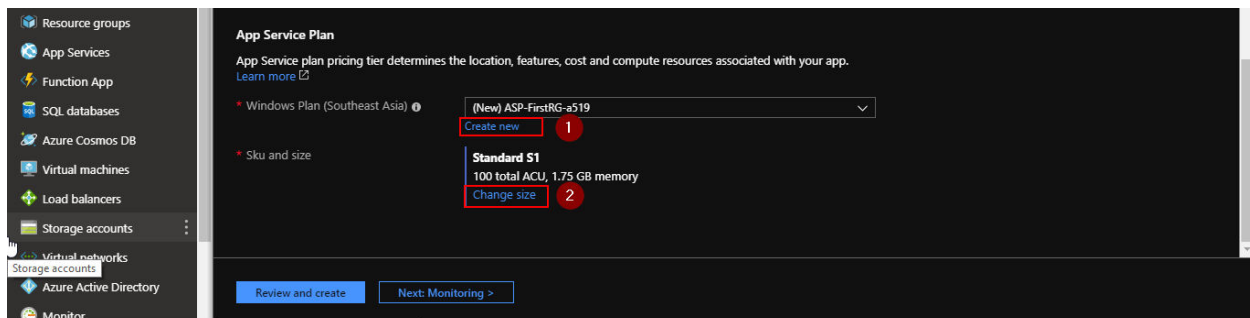 Resource groups
App Services
Function App
SQL databases
Azure Cosmos DB
Virtual machines
Load balancers
Storage accounts
Virtual networks
Storage accounts
Azure Active Directory
Monitor
App Service Plan
App Service plan pricing tier determines the location, features, cost and compute resources associated with your app.
Learn more
* Windows Plan (Southeast Asia)
(New) ASP-FirstRG-a519
Create new
1
* Sku and size
Standard S1
100 total ACU, 1.75 GB memory
Change size
2
Review and create
Next: Monitoring >